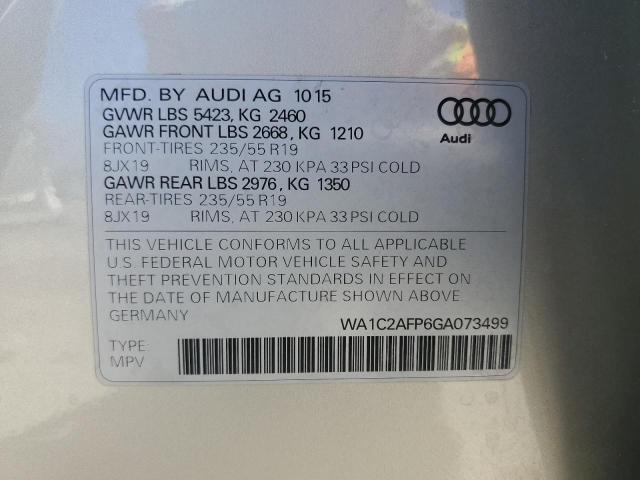 MFD. BY AUDI AG 10 15
GVWR LBS 5423, KG 2460
GAWR FRONT LBS 2668, KG 1210
FRONT-TIRES 235/55 R19
8JX19 RIMS, AT 230 KPA 33 PSI COLD
GAWR REAR LBS 2976, KG 1350
REAR-TIRES 235/55 R19
8JX19 RIMS, AT 230 KPA 33 PSI COLD
Audi
THIS VEHICLE CONFORMS TO ALL APPLICABLE
U.S. FEDERAL MOTOR VEHICLE SAFETY AND
THEFT PREVENTION STANDARDS IN EFFECT ON
THE DATE OF MANUFACTURE SHOWN ABOVE.
GERMANY
WA1C2AFP6GA073499
TYPE:
MPV